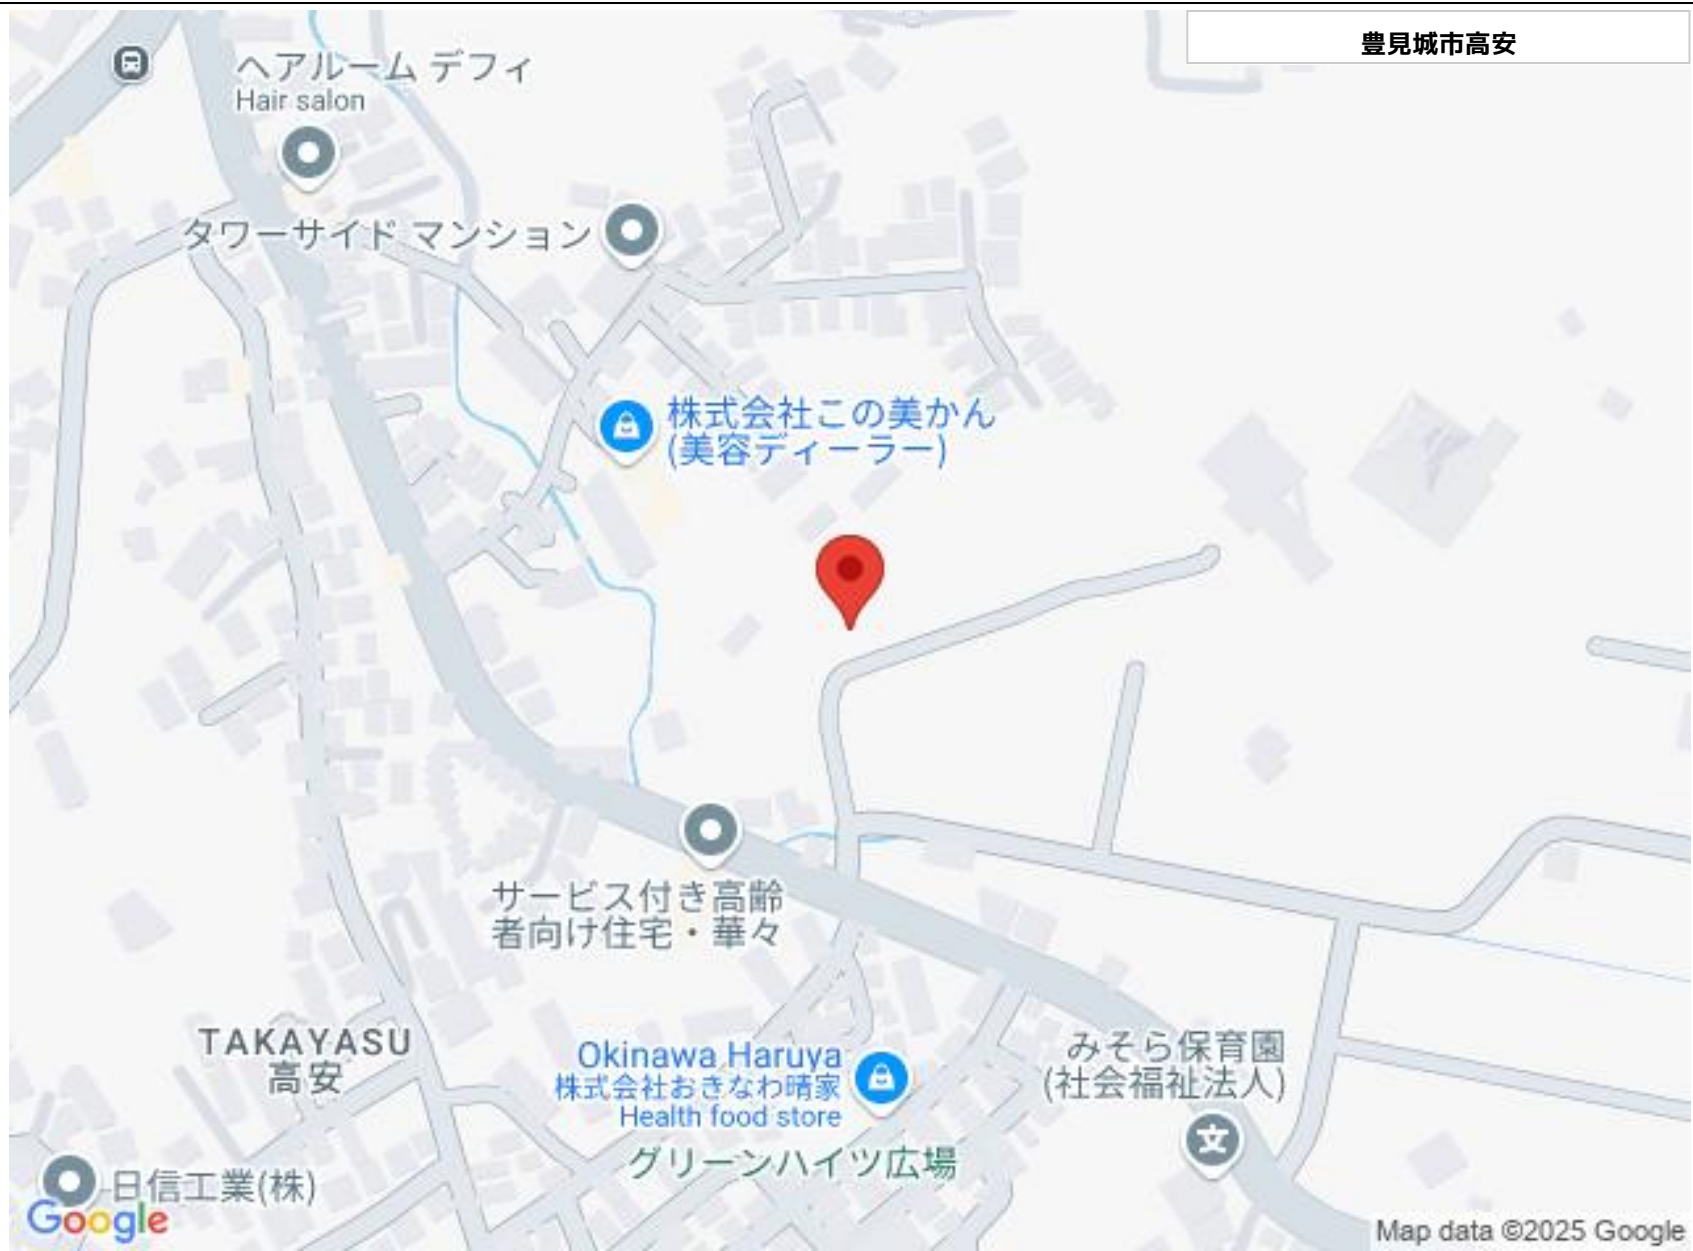 豊見城市高安
ヘアルーム デフィ
Hair salon
タワーサイド マンション
株式会社この美かん
(美容ディーラー)
サービス付き高齢
者向け住宅・華々
TAKAYASU
高安
Okinawa Haruya
株式会社おきなわ晴家
Health food store
みそら保育園
(社会福祉法人)
文
グリーンハイツ広場
日信工業(株)
Google
Map data ©2025 Google